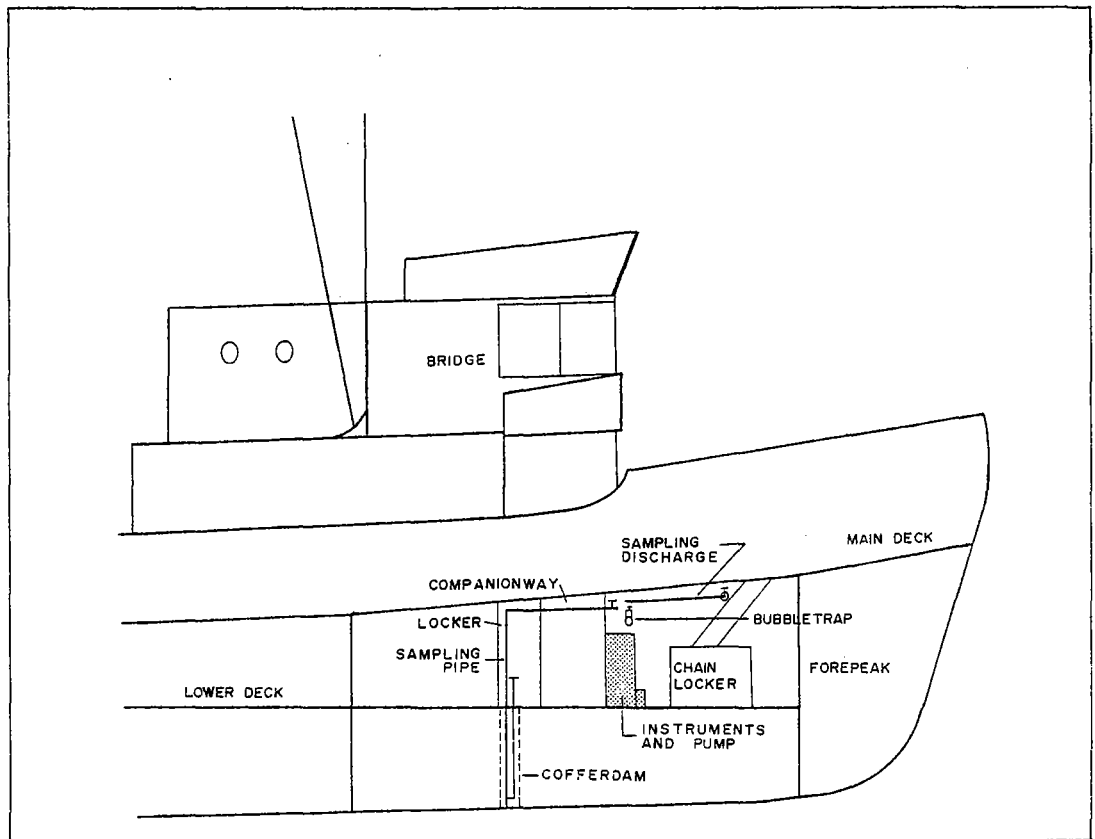 BRIDGE
SAMPLING
DISCHARGE
MAIN DECK
COMPANIONWAY
LOCKER
BUBBLETRAP
SAMPLING
PIPE
CHAIN
LOCKER
FOREPEAK
LOWER DECK
INSTRUMENTS
AND PUMP
COFFERDAM